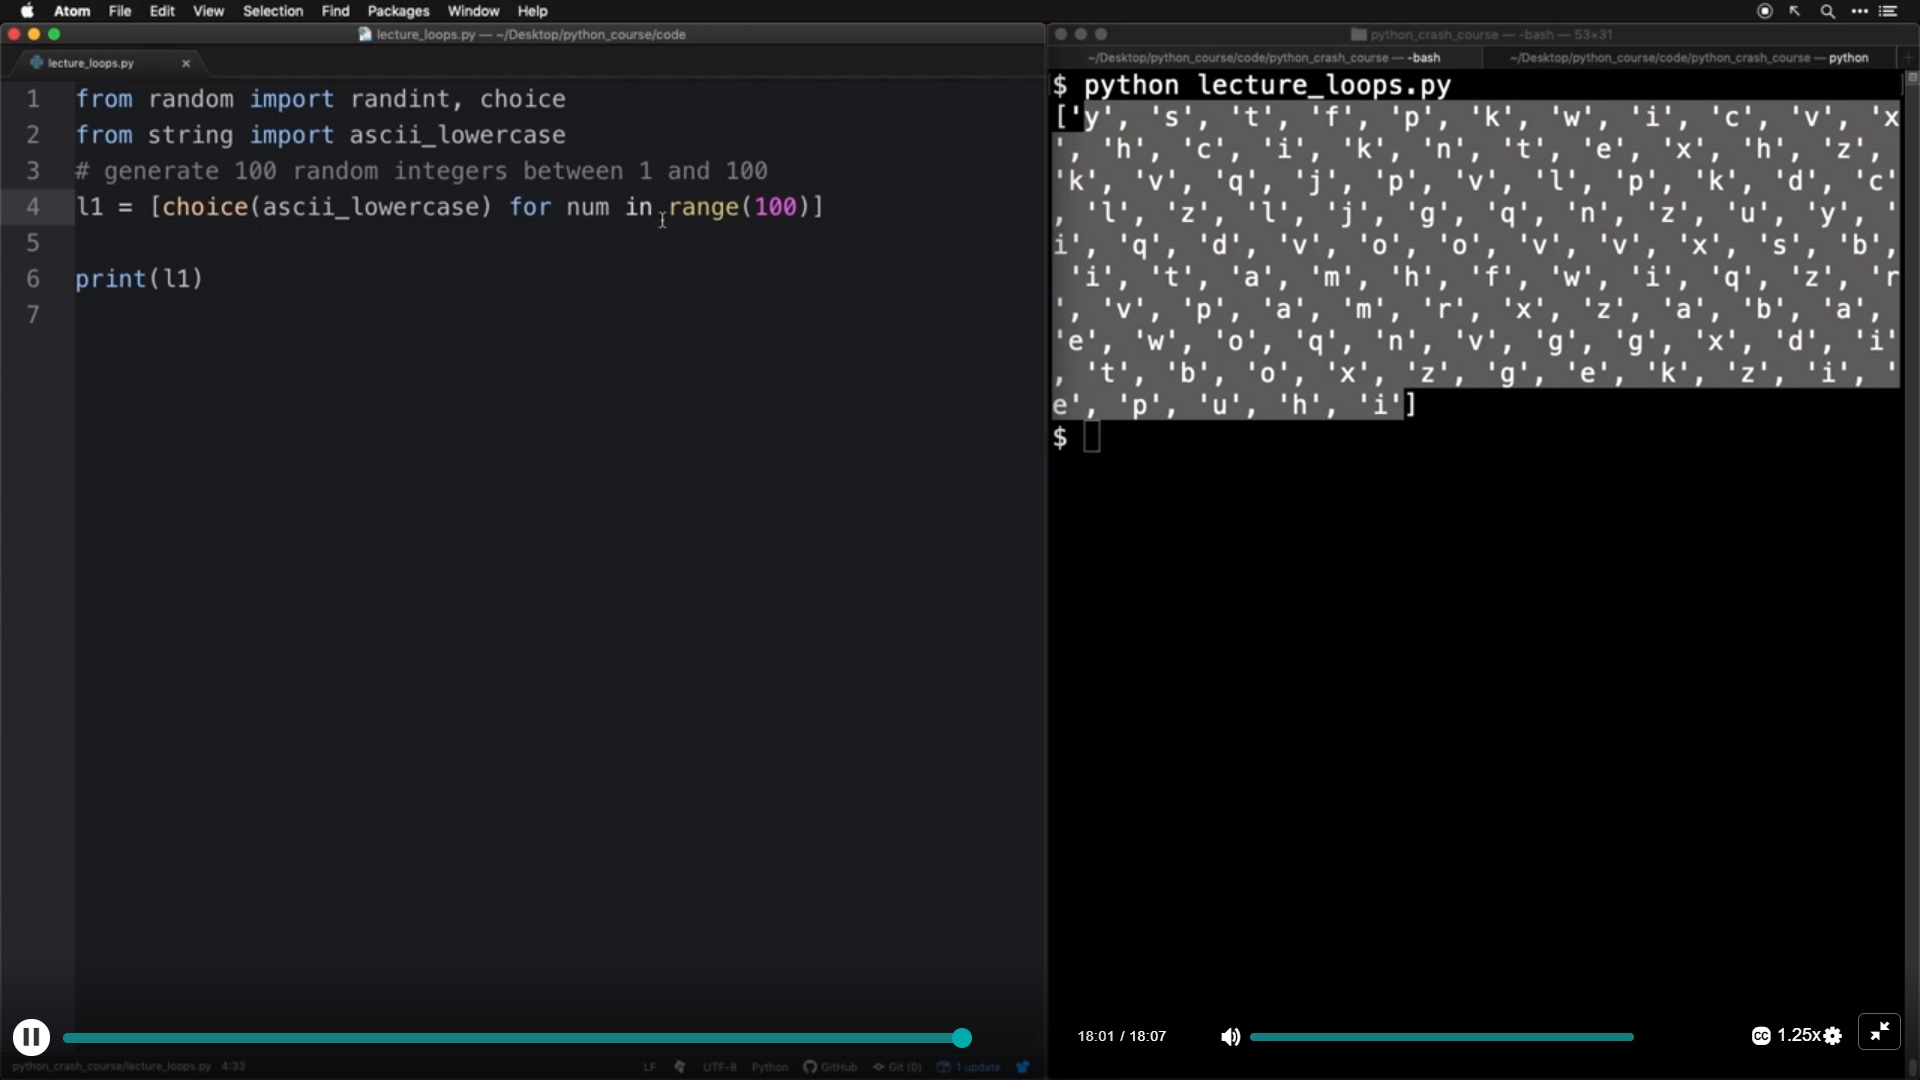 Atom File Edit View Selection Find Packages Window Help
lecture_loops.py — ~/Desktop/python_course/code
lecture_loops.py ×
1 from random import randint, choice
2 from string import ascii_lowercase
3 # generate 100 random integers between 1 and 100
4 l1 = [choice(ascii_lowercase) for num in range(100)]
5
6 print(l1)
7
python_crash_course — -bash — 53×31
~/Desktop/python_course/code/python_crash_course — -bash
~/Desktop/python_course/code/python_crash_course — python
$ python lecture_loops.py
['y', 's', 't', 'f', 'p', 'k', 'w', 'i', 'c', 'v', 'x
', 'h', 'c', 'i', 'k', 'n', 't', 'e', 'x', 'h', 'z',
'k', 'v', 'q', 'j', 'p', 'v', 'l', 'p', 'k', 'd', 'c'
, 'l', 'z', 'l', 'j', 'g', 'q', 'n', 'z', 'u', 'y', '
i', 'q', 'd', 'v', 'o', 'o', 'v', 'v', 'x', 's', 'b',
'i', 't', 'a', 'm', 'h', 'f', 'w', 'i', 'q', 'z', 'r
', 'v', 'p', 'a', 'm', 'r', 'x', 'z', 'a', 'b', 'a',
'e', 'w', 'o', 'q', 'n', 'v', 'g', 'g', 'x', 'd', 'i'
, 't', 'b', 'o', 'x', 'z', 'g', 'e', 'k', 'z', 'i', '
e', 'p', 'u', 'h', 'i']
$
18:01 / 18:07
CC 1.25x
python_crash_course/lecture_loops.py 4:33
LF UTF-8 Python GitHub Git (0) 1 update